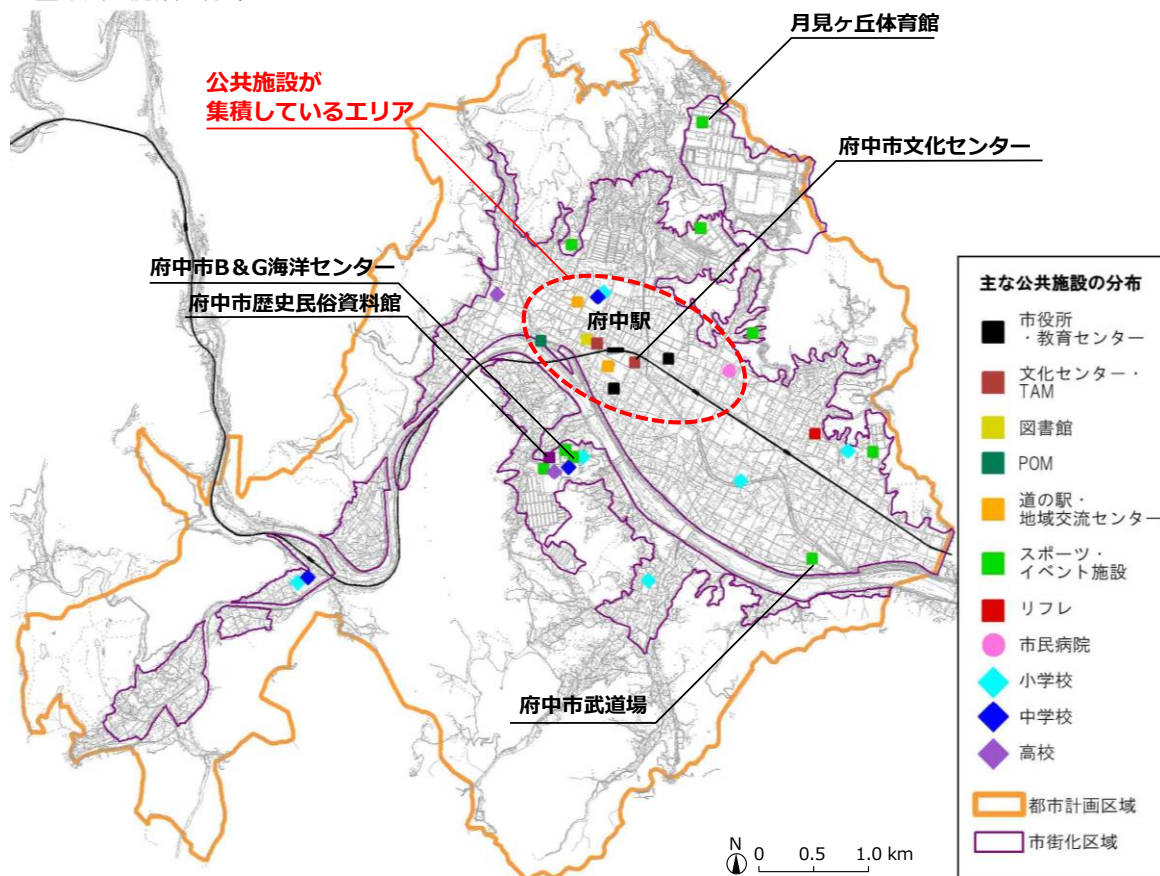 月見ヶ丘体育館
公共施設が
集積しているエリア
府中市文化センター
府中市B&G海洋センター
府中市歴史民俗資料館
府中駅
府中市武道場
主な公共施設の分布
市役所
・教育センター
文化センター・
TAM
図書館
POM
道の駅・
地域交流センター
スポーツ・
イベント施設
リフレ
市民病院
小学校
中学校
高校
都市計画区域
市街化区域
N
0 0.5 1.0 km